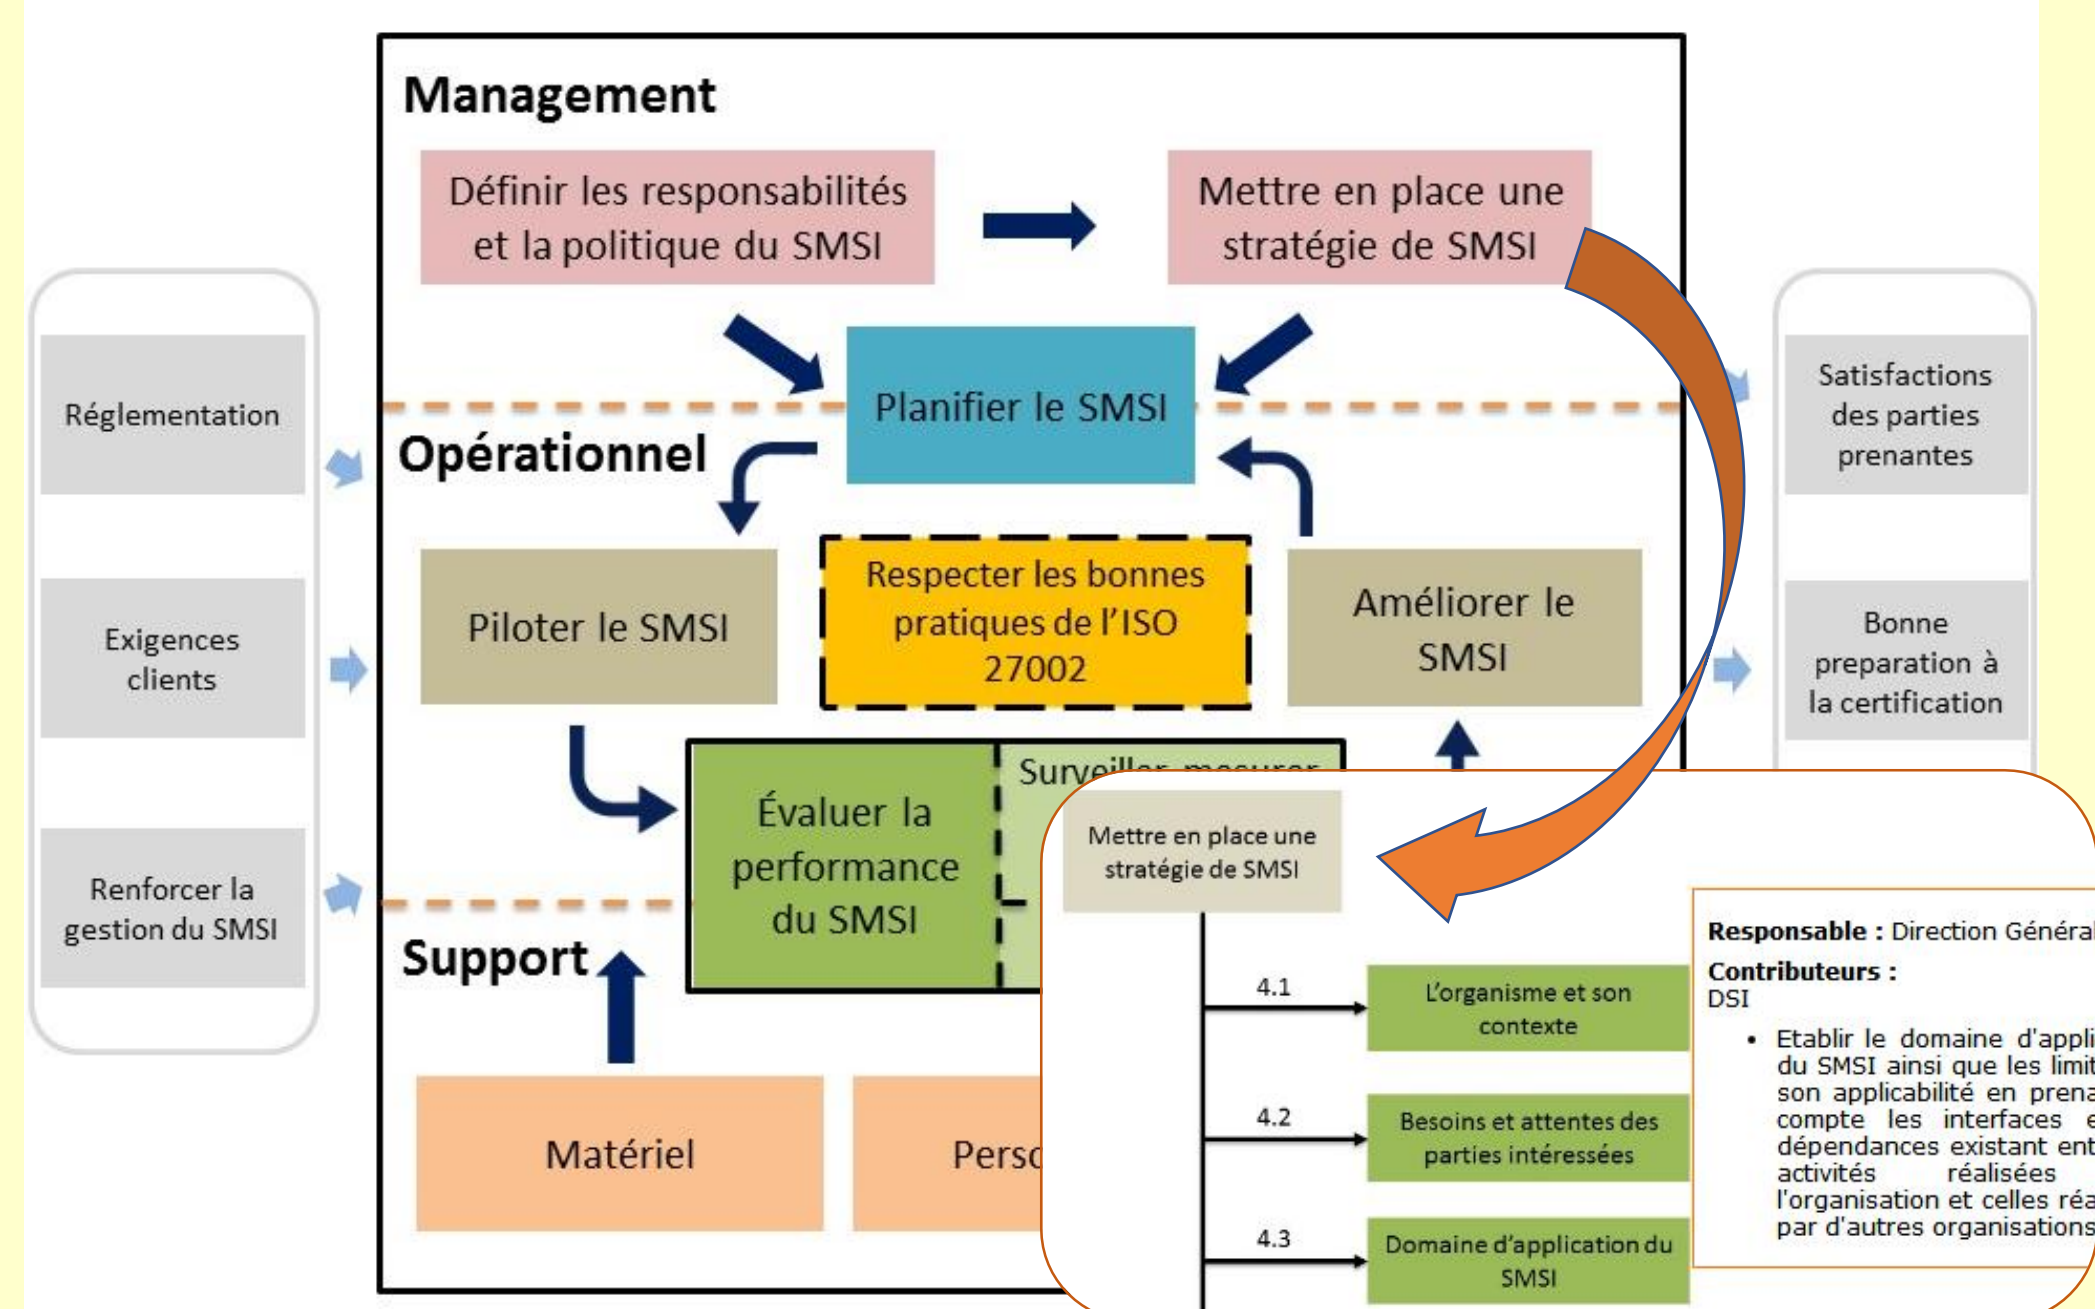 Management
Définir les responsabilités
et la politique du SMSI
Mettre en place une
stratégie de SMSI
Réglementation
Exigences
clients
Renforcer la
gestion du SMSI
Planifier le SMSI
Opérationnel
Piloter le SMSI
Respecter les bonnes
pratiques de l'ISO
27002
Améliorer le
SMSI
Satisfactions
des parties
prenantes
Bonne
preparation à
la certification
Évaluer la
performance
du SMSI
Surveiller mesurer
Support
Matériel
Perso
Mettre en place une
stratégie de SMSI
4.1
L'organisme et son
contexte
4.2
Besoins et attentes des
parties intéressées
4.3
Domaine d'application du
SMSI
Responsable : Direction Général
Contributeurs :
DSI
• Etablir le domaine d'appli
du SMSI ainsi que les limit
son applicabilité en prena
compte les interfaces e
dépendances existant ent
activités réalisées
l'organisation et celles réa
par d'autres organisations